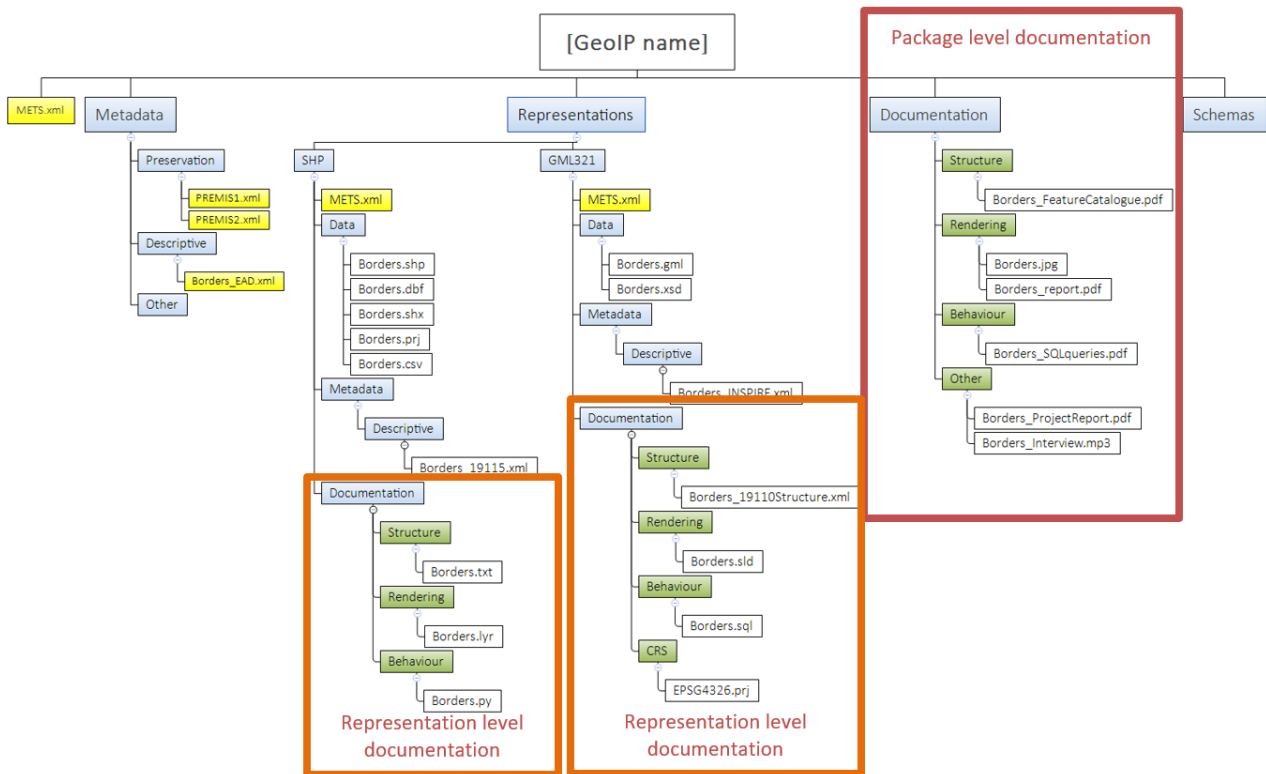 [GeoIP name]
Package level documentation
METS.xml
Metadata
Representations
Documentation
Schemas
Preservation
PREMIS1.xml
PREMIS2.xml
Descriptive
Borders_EAD.xml
Other
SHP
METS.xml
Data
Borders.shp
Borders.dbf
Borders.shx
Borders.prj
Borders.csv
Metadata
Descriptive
Borders_19115.xml
Documentation
Structure
Borders.txt
Rendering
Borders.lyr
Behaviour
Borders.py
Representation level
documentation
GML321
METS.xml
Data
Borders.gml
Borders.xsd
Metadata
Descriptive
Borders_INSPIRE.xml
Documentation
Structure
Borders_19110Structure.xml
Rendering
Borders.sld
Behaviour
Borders.sql
CRS
EPSG4326.prj
Representation level
documentation
Structure
Borders_FeatureCatalogue.pdf
Rendering
Borders.jpg
Borders_report.pdf
Behaviour
Borders_SQLqueries.pdf
Other
Borders_ProjectReport.pdf
Borders_Interview.mp3